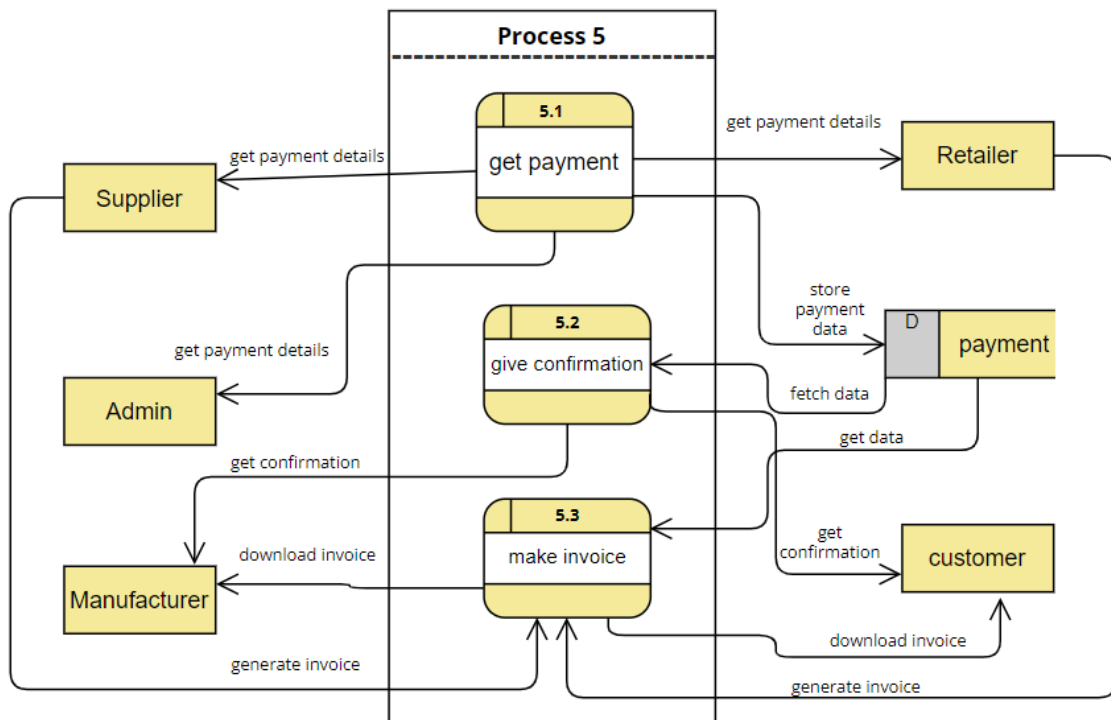 Process 5
5.1
get payment
get payment details
Retailer
get payment details
Supplier
store
payment
data
D
payment
5.2
give confirmation
get payment details
Admin
fetch data
get data
get confirmation
5.3
make invoice
download invoice
get
confirmation
customer
Manufacturer
download invoice
generate invoice
generate invoice